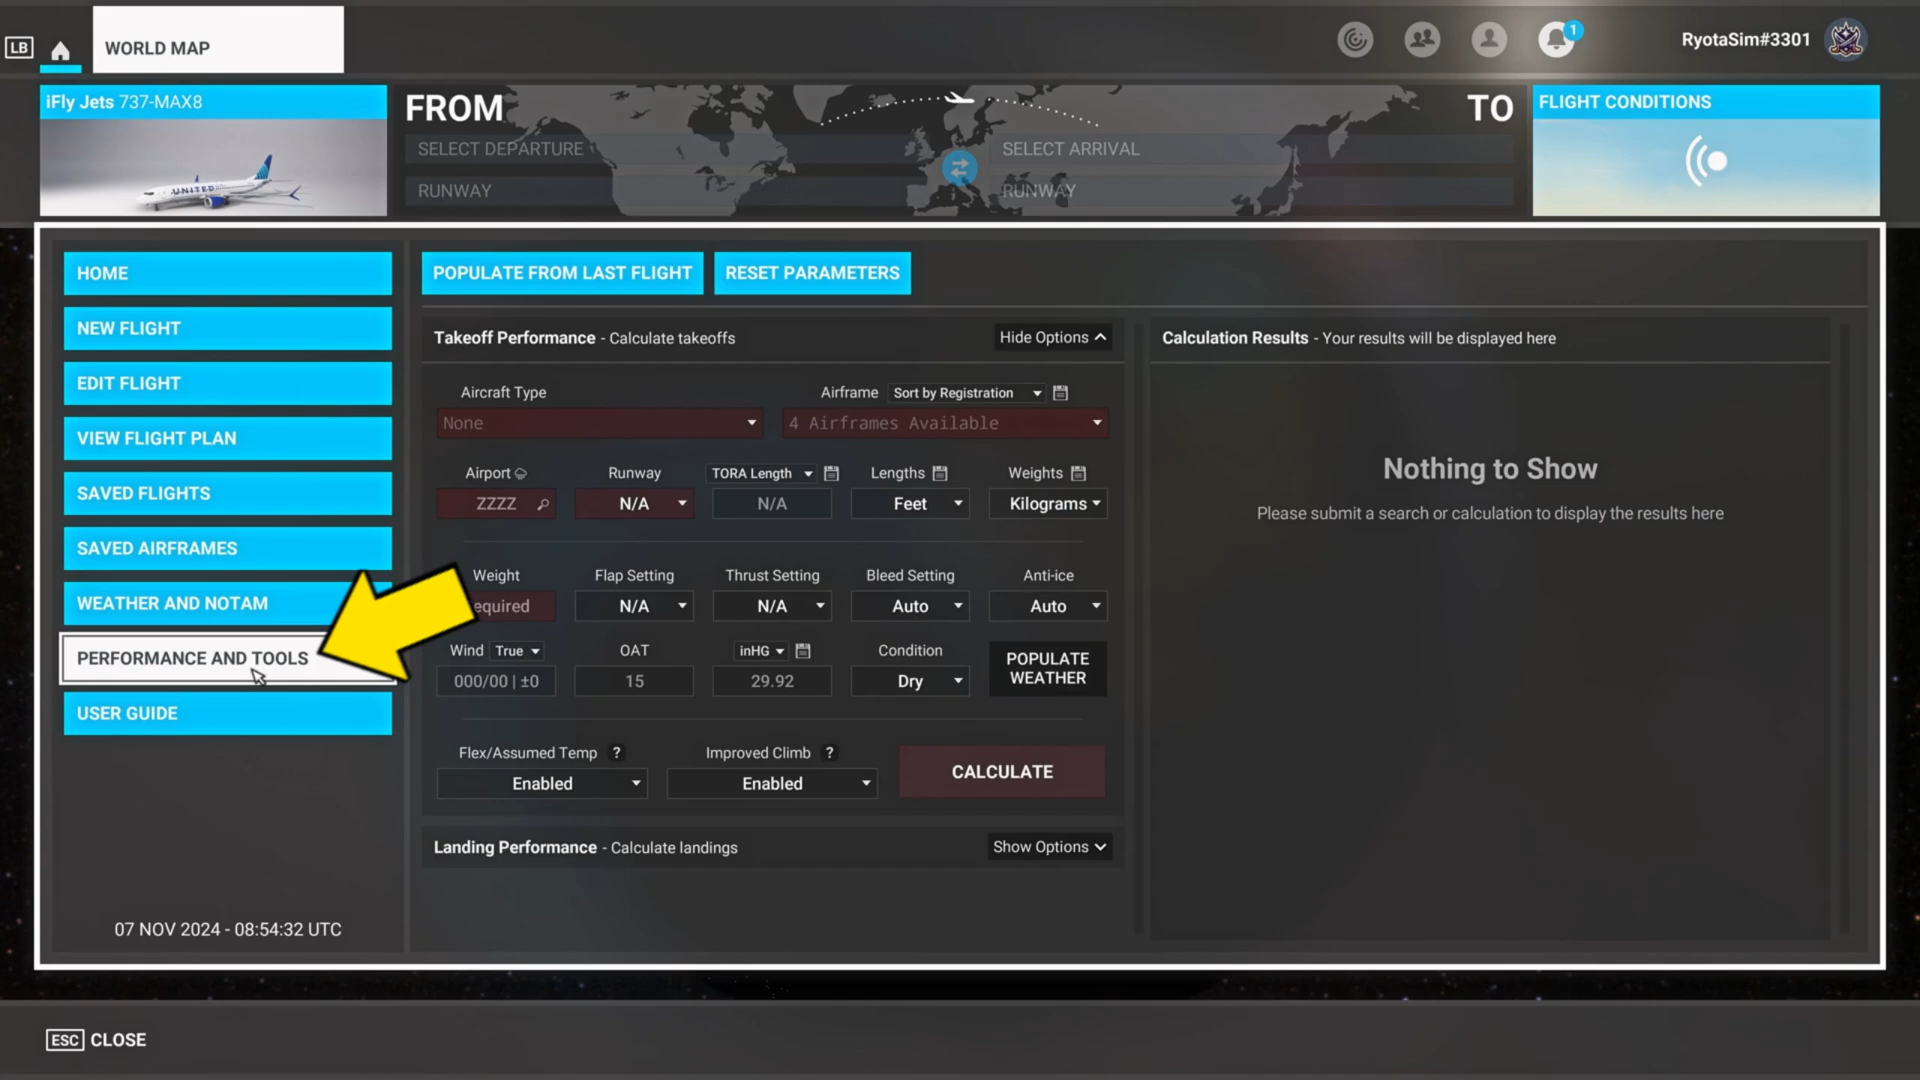 LB
WORLD MAP
1
RyotaSim#3301
iFly Jets 737-MAX8
UNITED
FROM
SELECT DEPARTURE
RUNWAY
TO
SELECT ARRIVAL
RUNWAY
FLIGHT CONDITIONS
HOME
NEW FLIGHT
EDIT FLIGHT
VIEW FLIGHT PLAN
SAVED FLIGHTS
SAVED AIRFRAMES
WEATHER AND NOTAM
PERFORMANCE AND TOOLS
USER GUIDE
07 NOV 2024 - 08:54:32 UTC
POPULATE FROM LAST FLIGHT
RESET PARAMETERS
Takeoff Performance - Calculate takeoffs
Hide Options
Aircraft Type
Airframe
Sort by Registration
None
4 Airframes Available
Airport
Runway
TORA Length
Lengths
Weights
ZZZZ
N/A
N/A
Feet
Kilograms
Weight
Flap Setting
Thrust Setting
Bleed Setting
Anti-ice
equired
N/A
N/A
Auto
Auto
Wind
True
OAT
inHG
Condition
POPULATE
WEATHER
000/00 | ±0
15
29.92
Dry
Flex/Assumed Temp ?
Improved Climb ?
Enabled
Enabled
CALCULATE
Landing Performance - Calculate landings
Show Options
Calculation Results - Your results will be displayed here
Nothing to Show
Please submit a search or calculation to display the results here
ESC CLOSE